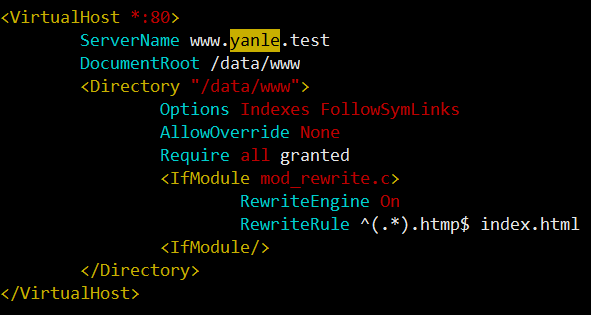 <VirtualHost *:80>
ServerName www.yanle.test
DocumentRoot /data/www
<Directory "/data/www">
Options Indexes FollowSymLinks
AllowOverride None
Require all granted
<IfModule mod_rewrite.c>
RewriteEngine On
RewriteRule ^(.*).htmp$ index.html
<IfModule/>
</Directory>
</VirtualHost>